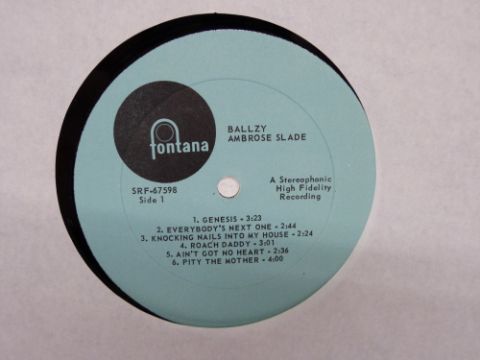 fontana
BALLZY
AMBROSE SLADE
SRF-67598
Side 1
A Stereophonic
High Fidelity
Recording
1. GENESIS - 3:23
2. EVERYBODY'S NEXT ONE - 2:44
3. KNOCKING NAILS INTO MY HOUSE - 2:24
4. ROACH DADDY - 3:01
5. AIN'T GOT NO HEART - 2:36
6. PITY THE MOTHER - 4:00